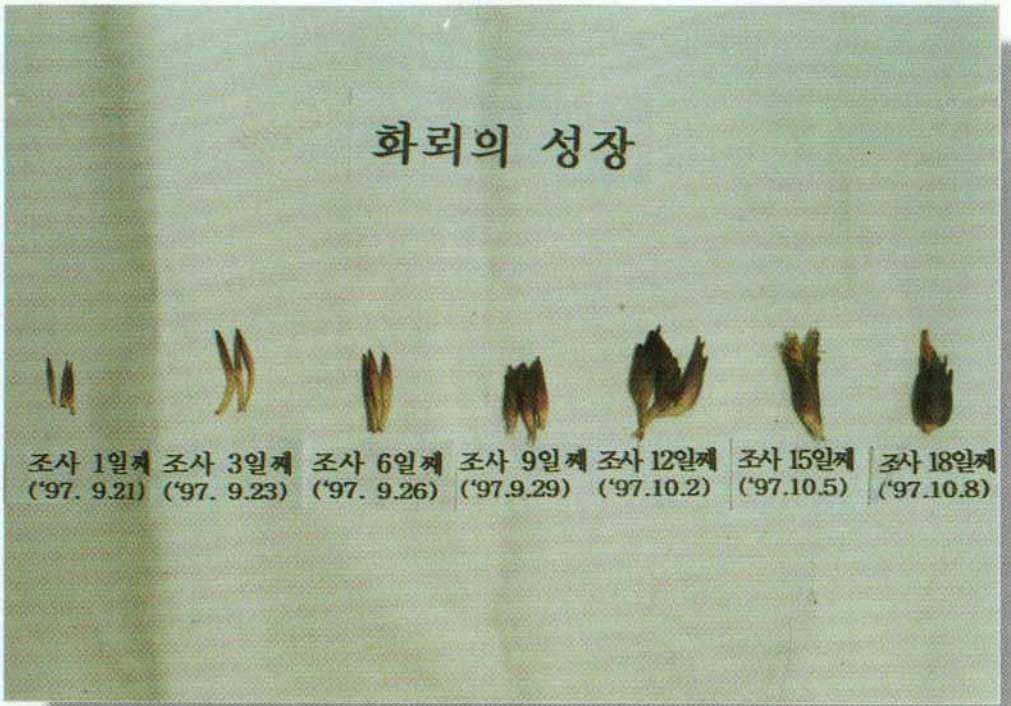 화뢰의 성장
조사 1일째 조사 3일째 조사 6일째 조사 9일째 조사 12일째 조사 15일째 조사 18일째
('97. 9.21) ('97. 9.23) ('97. 9.26) ('97.9.29) ('97.10.2) ('97.10.5) ('97.10.8)